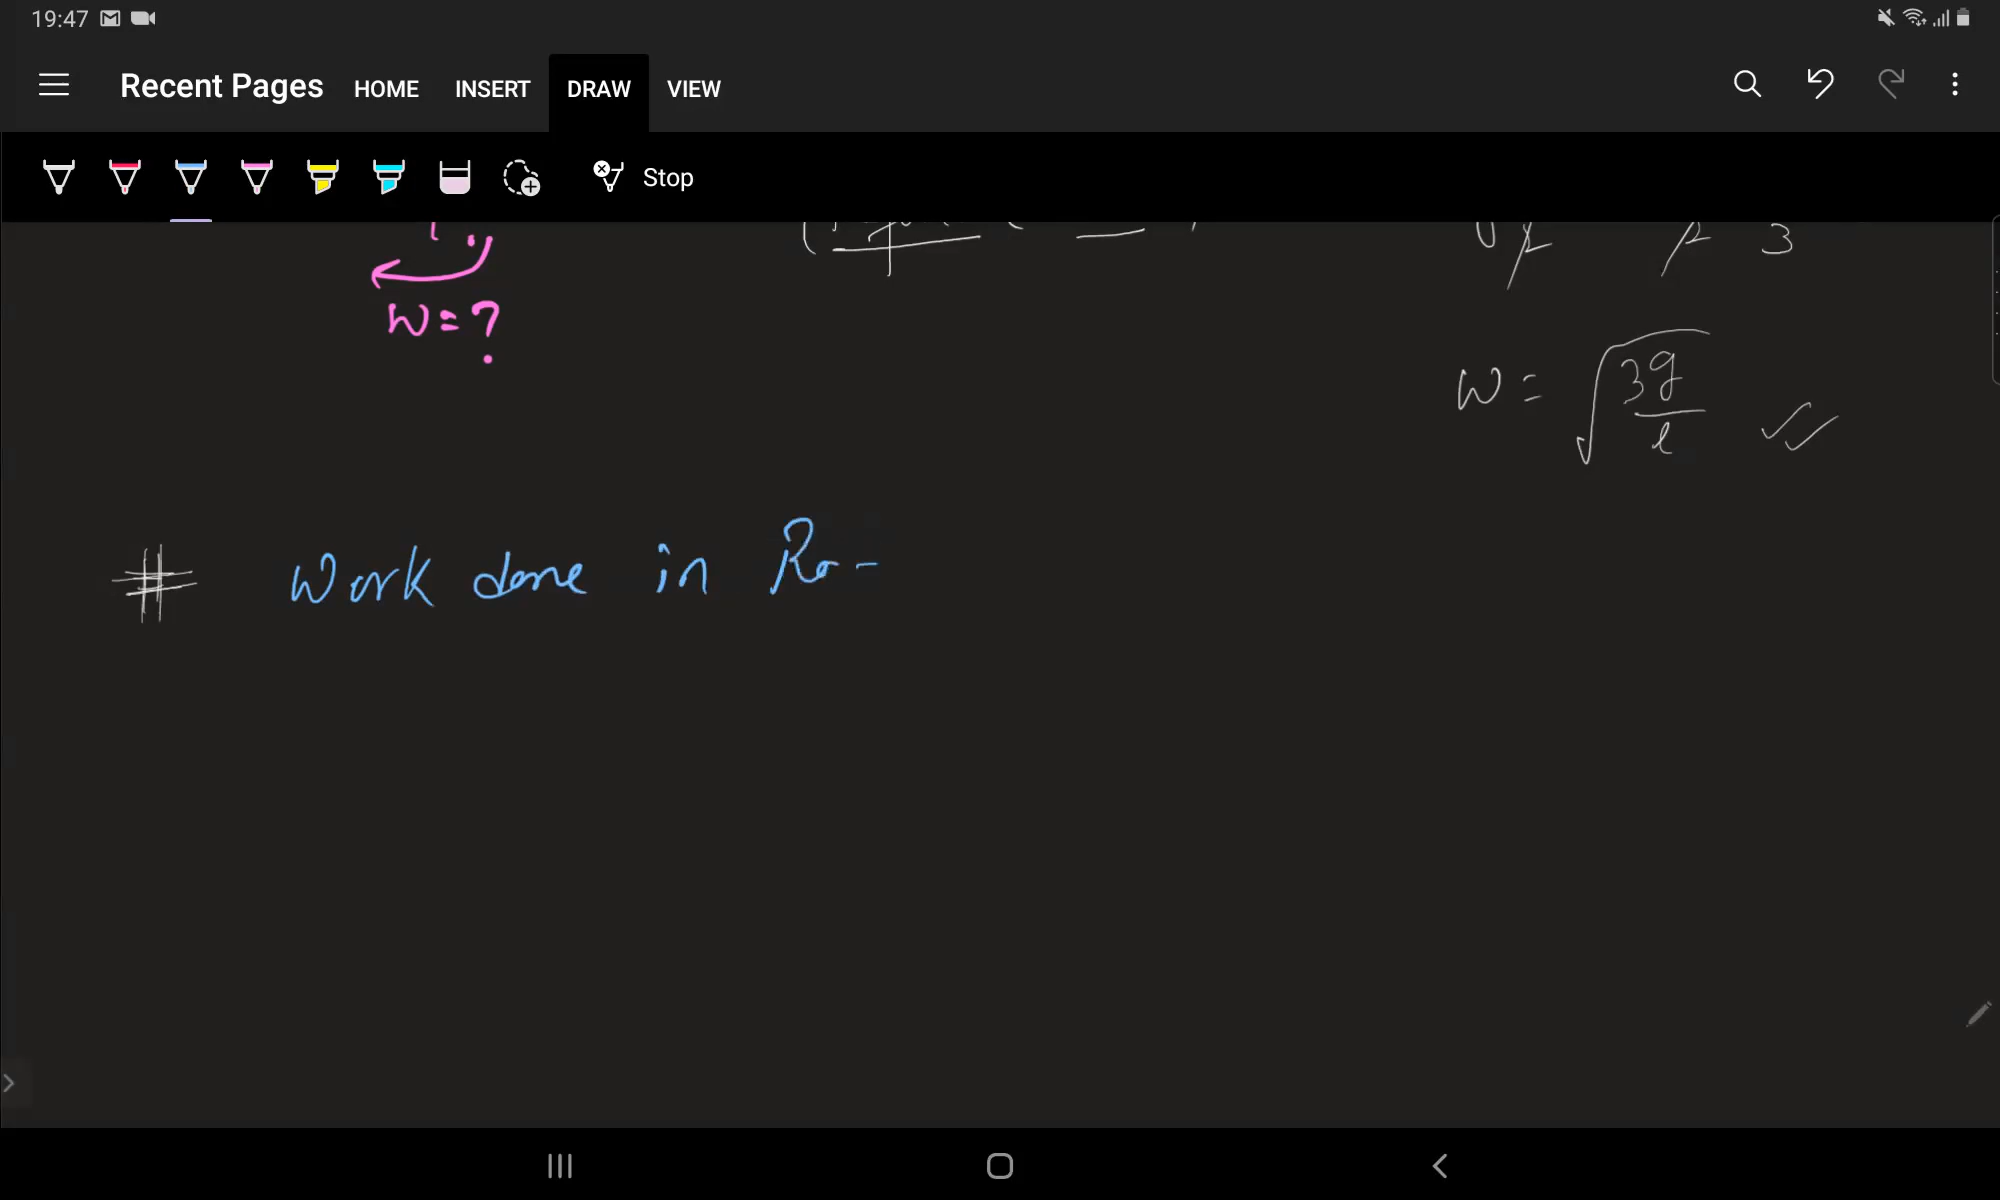 19:47
Recent Pages HOME INSERT DRAW VIEW
Stop
3
W = ?
W = √3g/l
# Work done in Ro-